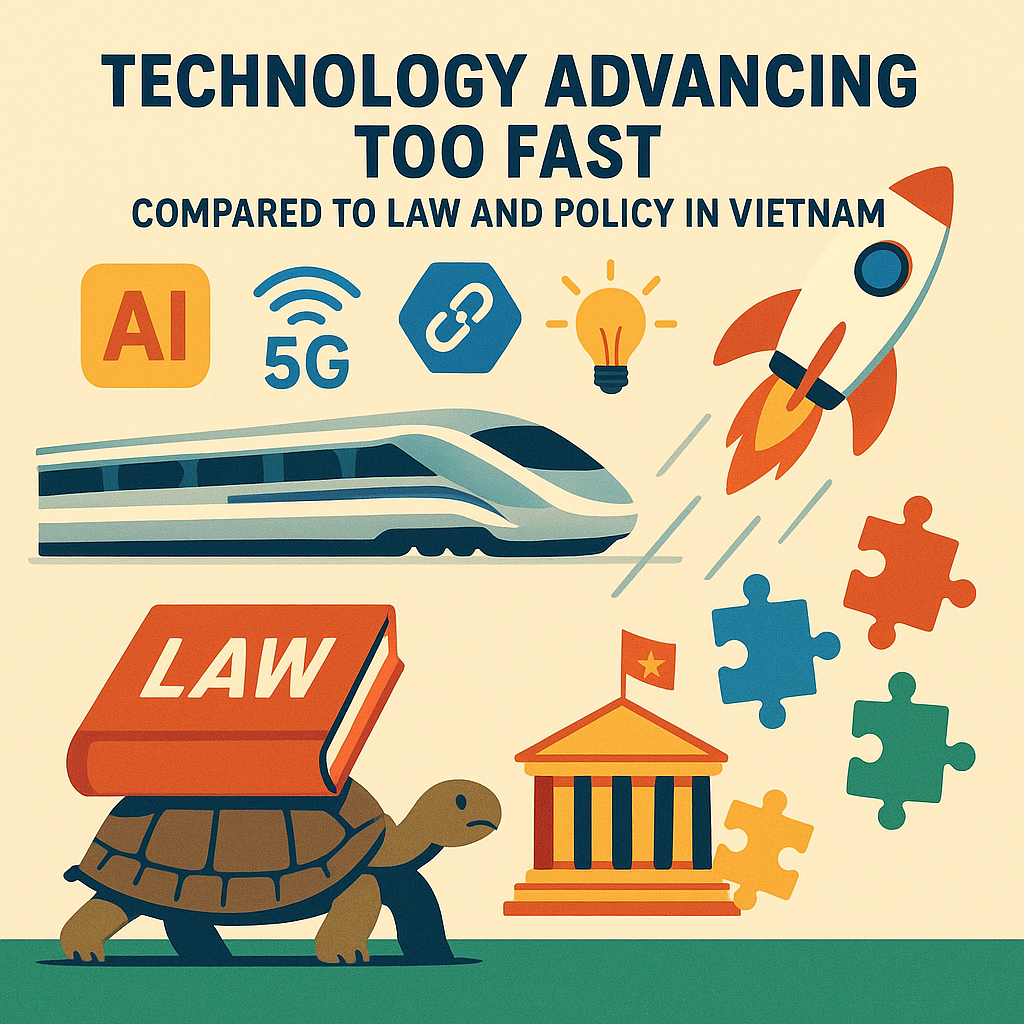 TECHNOLOGY ADVANCING
TOO FAST
COMPARED TO LAW AND POLICY IN VIETNAM
AI
5G
LAW